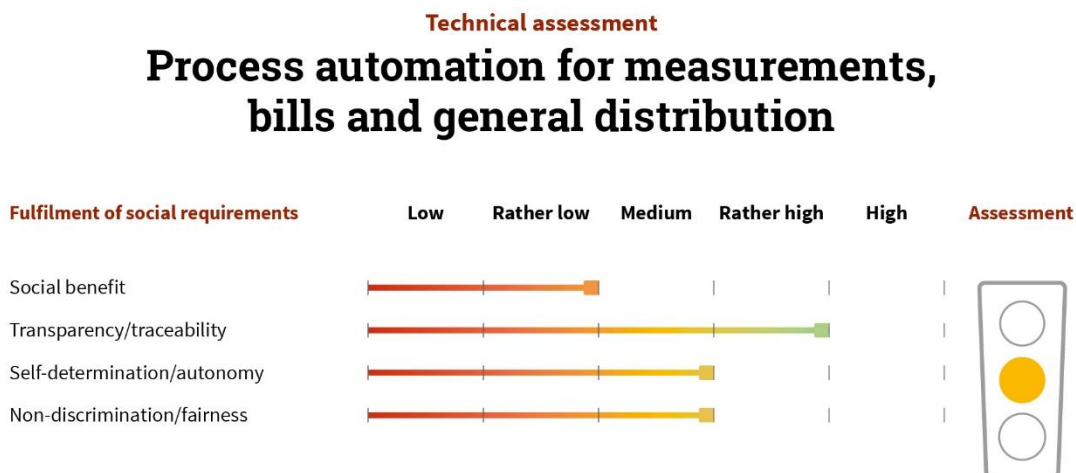 Technical assessment
Process automation for measurements,
bills and general distribution
Fulfilment of social requirements Low Rather low Medium Rather high High Assessment
Social benefit
Transparency/traceability
Self-determination/autonomy
Non-discrimination/fairness